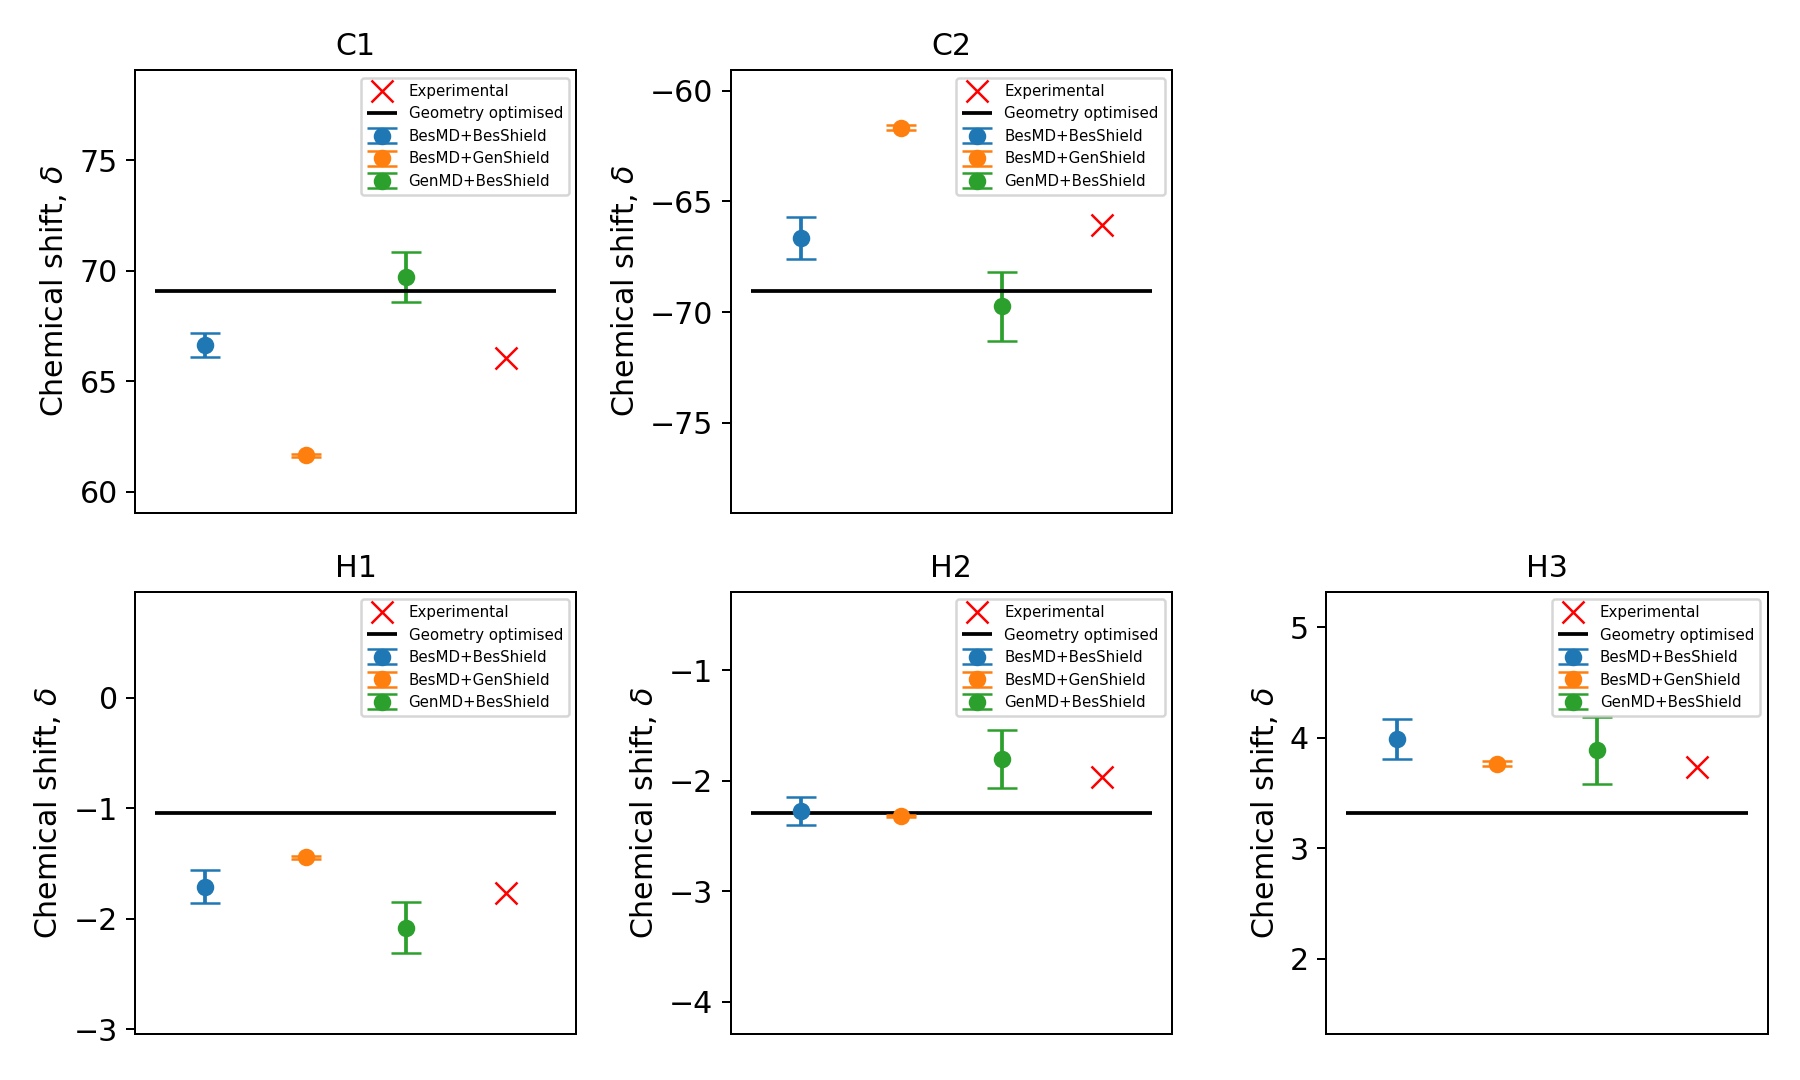 C1
Chemical shift, δ
75
70
65
60
Experimental
Geometry optimised
BesMD+BesShield
BesMD+GenShield
GenMD+BesShield
C2
Chemical shift, δ
−60
−65
−70
−75
Experimental
Geometry optimised
BesMD+BesShield
BesMD+GenShield
GenMD+BesShield
H1
Chemical shift, δ
0
−1
−2
−3
Experimental
Geometry optimised
BesMD+BesShield
BesMD+GenShield
GenMD+BesShield
H2
Chemical shift, δ
−1
−2
−3
−4
Experimental
Geometry optimised
BesMD+BesShield
BesMD+GenShield
GenMD+BesShield
H3
Chemical shift, δ
5
4
3
2
Experimental
Geometry optimised
BesMD+BesShield
BesMD+GenShield
GenMD+BesShield